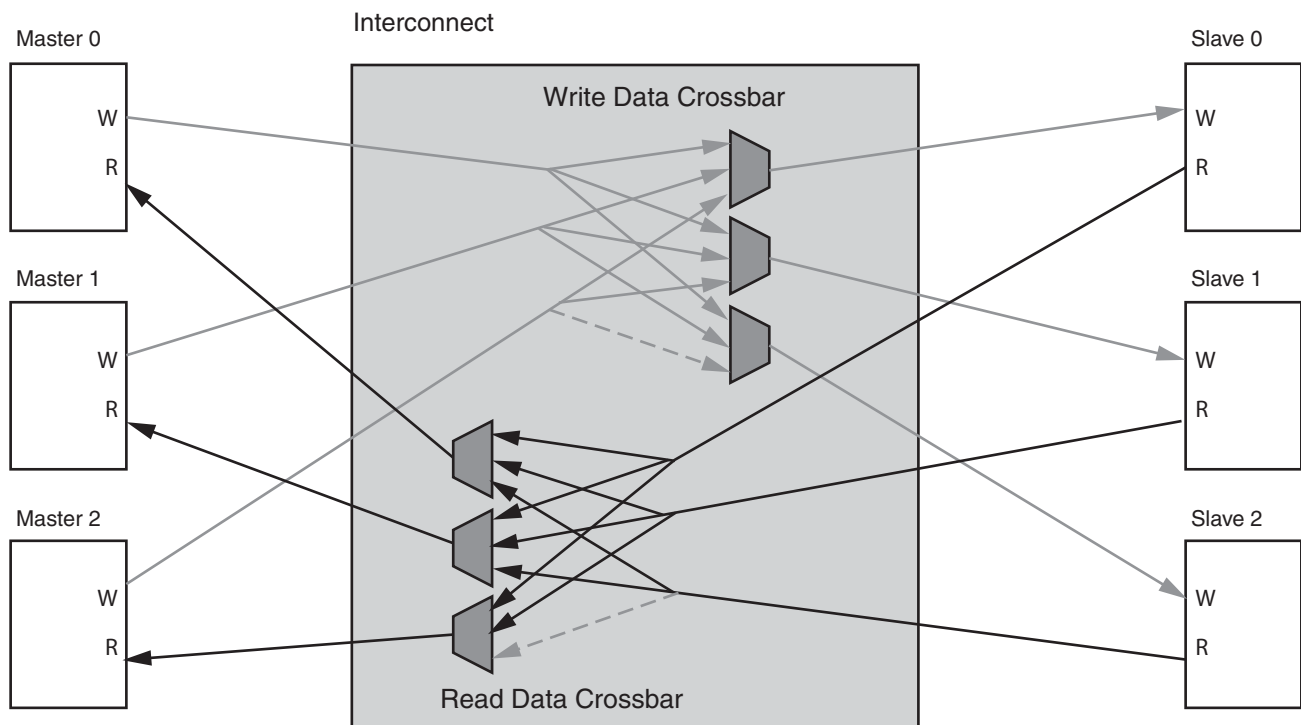 Interconnect
Master 0
Slave 0
Write Data Crossbar
W
R
W
R
Master 1
Slave 1
W
R
W
R
Master 2
Slave 2
W
R
W
R
Read Data Crossbar